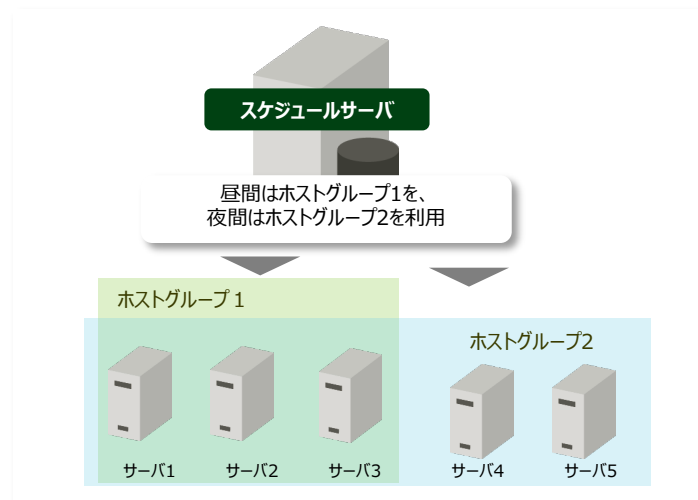 スケジュールサーバ
昼間はホストグループ1を、
夜間はホストグループ2を利用
ホストグループ１
ホストグループ2
サーバ1
サーバ2
サーバ3
サーバ4
サーバ5